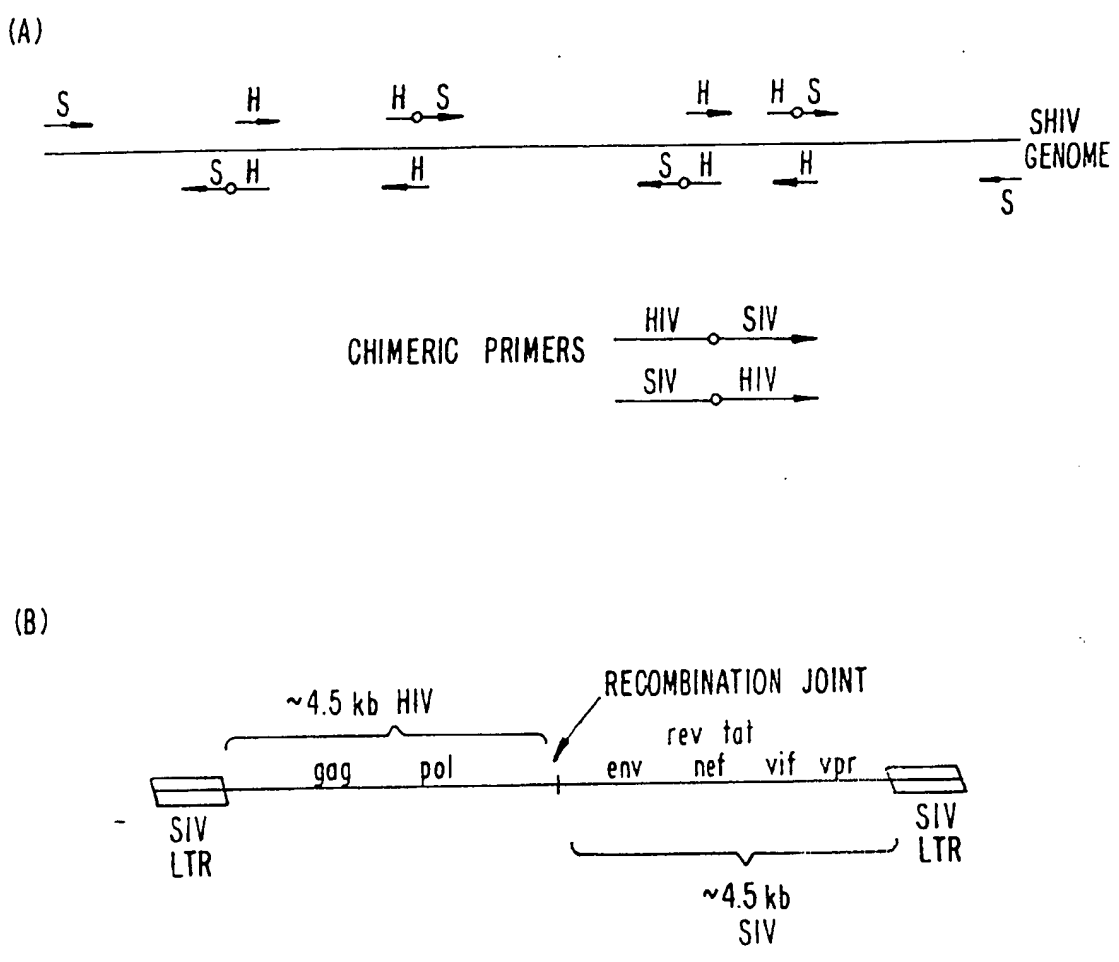 (A)
S H H S H H S
SHIV
GENOME
S H H S H H
S
HIV SIV
CHIMERIC PRIMERS
SIV HIV
(B)
RECOMBINATION JOINT
~4.5 kb HIV
rev tat
gag pol env nef vif vpr
SIV
LTR
SIV
LTR
~4.5 kb
SIV